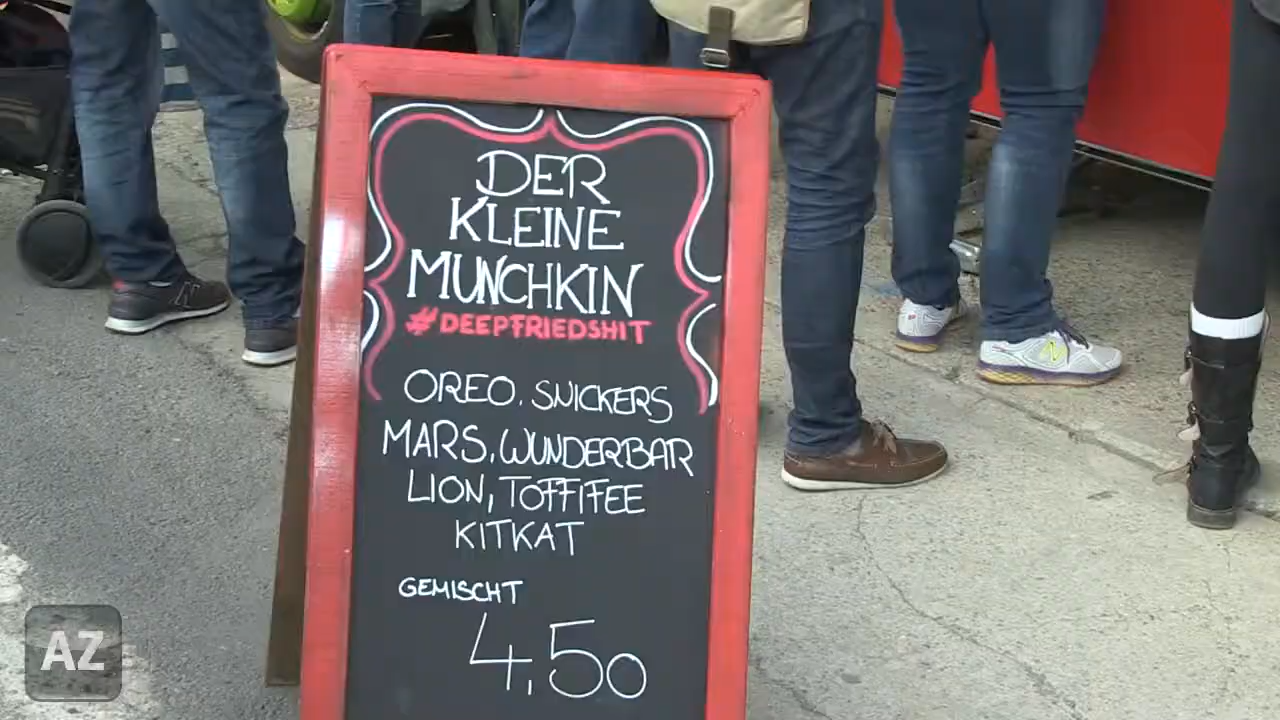 DER
KLEINE
MUNCHKIN
#DEEPFRIEDSHIT
OREO. SNICKERS
MARS, WUNDERBAR
LION, TOFFIFEE
KITKAT
GEMISCHT
4,50
AZ